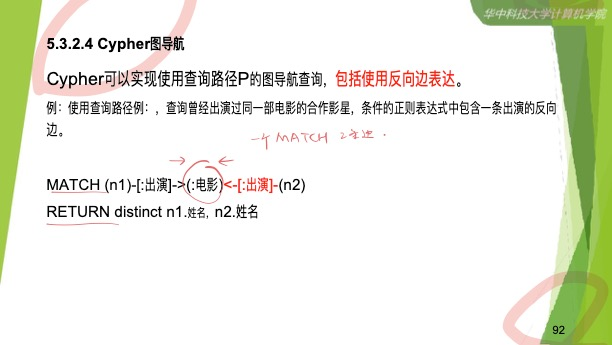 华中科技大学计算机学院
5.3.2.4 Cypher图导航
Cypher可以实现使用查询路径P的图导航查询，包括使用反向边表达。
例：使用查询路径例：，查询曾经出演过同一部电影的合作影星，条件的正则表达式中包含一条出演的反向
边。
一个 MATCH 2条边.
MATCH (n1)-[:出演]->(:电影)<-[:出演]-(n2)
RETURN distinct n1.姓名, n2.姓名
92